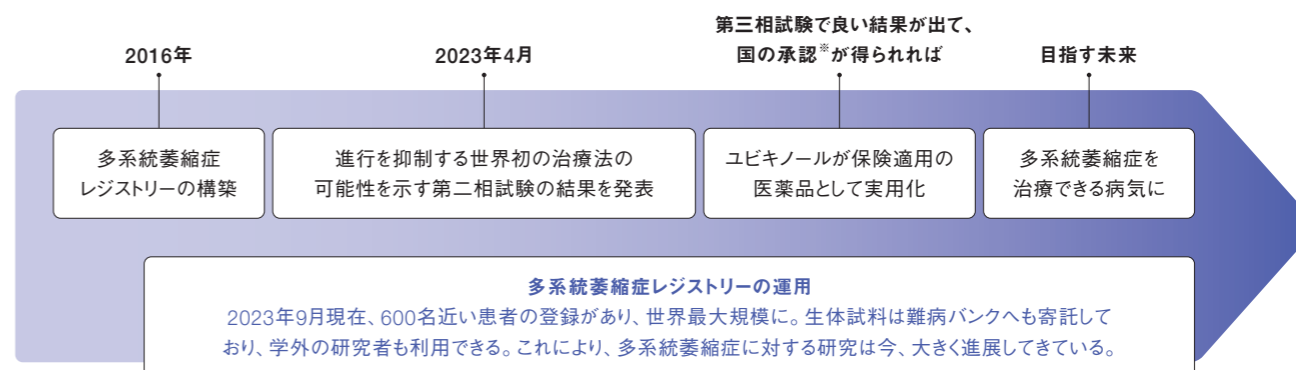 2016年
多系統萎縮症
レジストリーの構築
2023年4月
進行を抑制する世界初の治療法の
可能性を示す第二相試験の結果を発表
第三相試験で良い結果が出て、
国の承認※が得られれば
ユビキノールが保険適用の
医薬品として実用化
目指す未来
多系統萎縮症を
治療できる病気に
多系統萎縮症レジストリーの運用
2023年9月現在、600名近い患者の登録があり、世界最大規模に。生体試料は難病バンクへも寄託して
おり、学外の研究者も利用できる。これにより、多系統萎縮症に対する研究は今、大きく進展してきている。